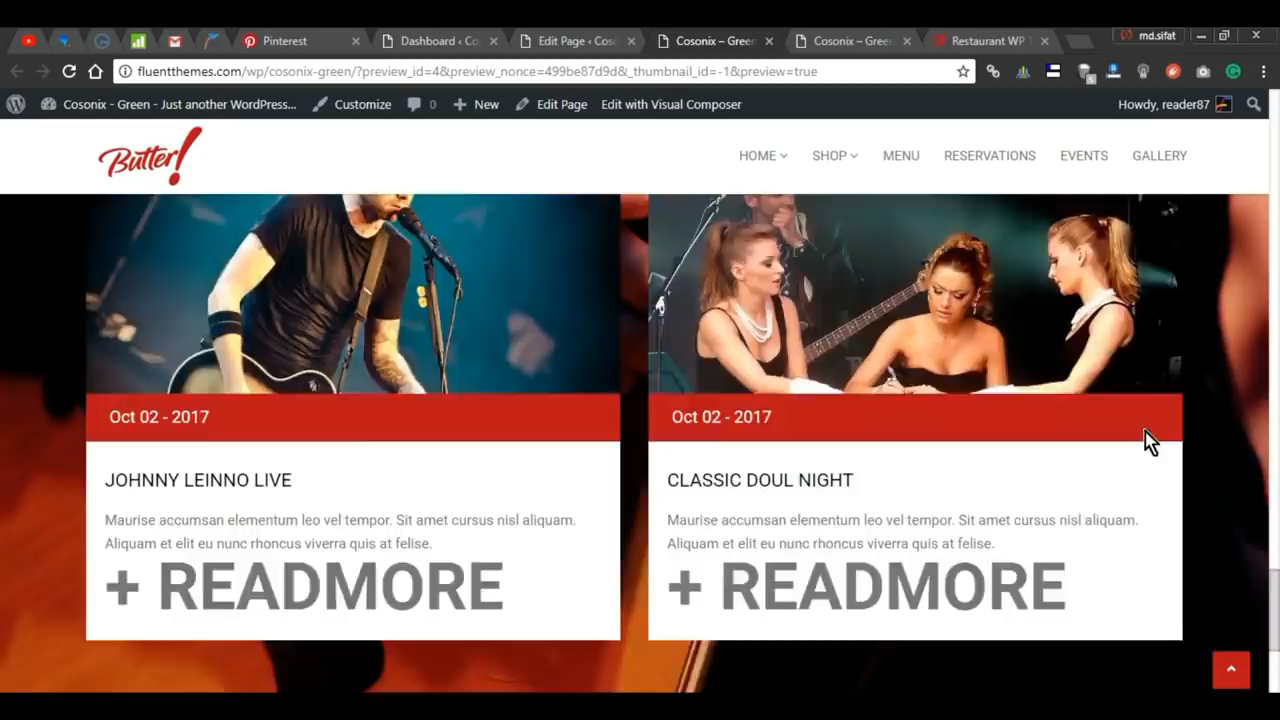 Pinterest
Dashboard ‹ Co
Edit Page ‹ Coso
Cosonix – Green
Cosonix – Green
Restaurant WP T
md.sifat
fluentthemes.com/wp/cosonix-green/?preview_id=4&preview_nonce=499be87d9d&_thumbnail_id=-1&preview=true
Cosonix - Green - Just another WordPress...
Customize
0
New
Edit Page
Edit with Visual Composer
Howdy, reader87
Butter!
HOME
SHOP
MENU
RESERVATIONS
EVENTS
GALLERY
Oct 02 - 2017
JOHNNY LEINNO LIVE
Maurise accumsan elementum leo vel tempor. Sit amet cursus nisl aliquam.
Aliquam et elit eu nunc rhoncus viverra quis at felise.
+ READMORE
Oct 02 - 2017
CLASSIC DOUL NIGHT
Maurise accumsan elementum leo vel tempor. Sit amet cursus nisl aliquam.
Aliquam et elit eu nunc rhoncus viverra quis at felise.
+ READMORE